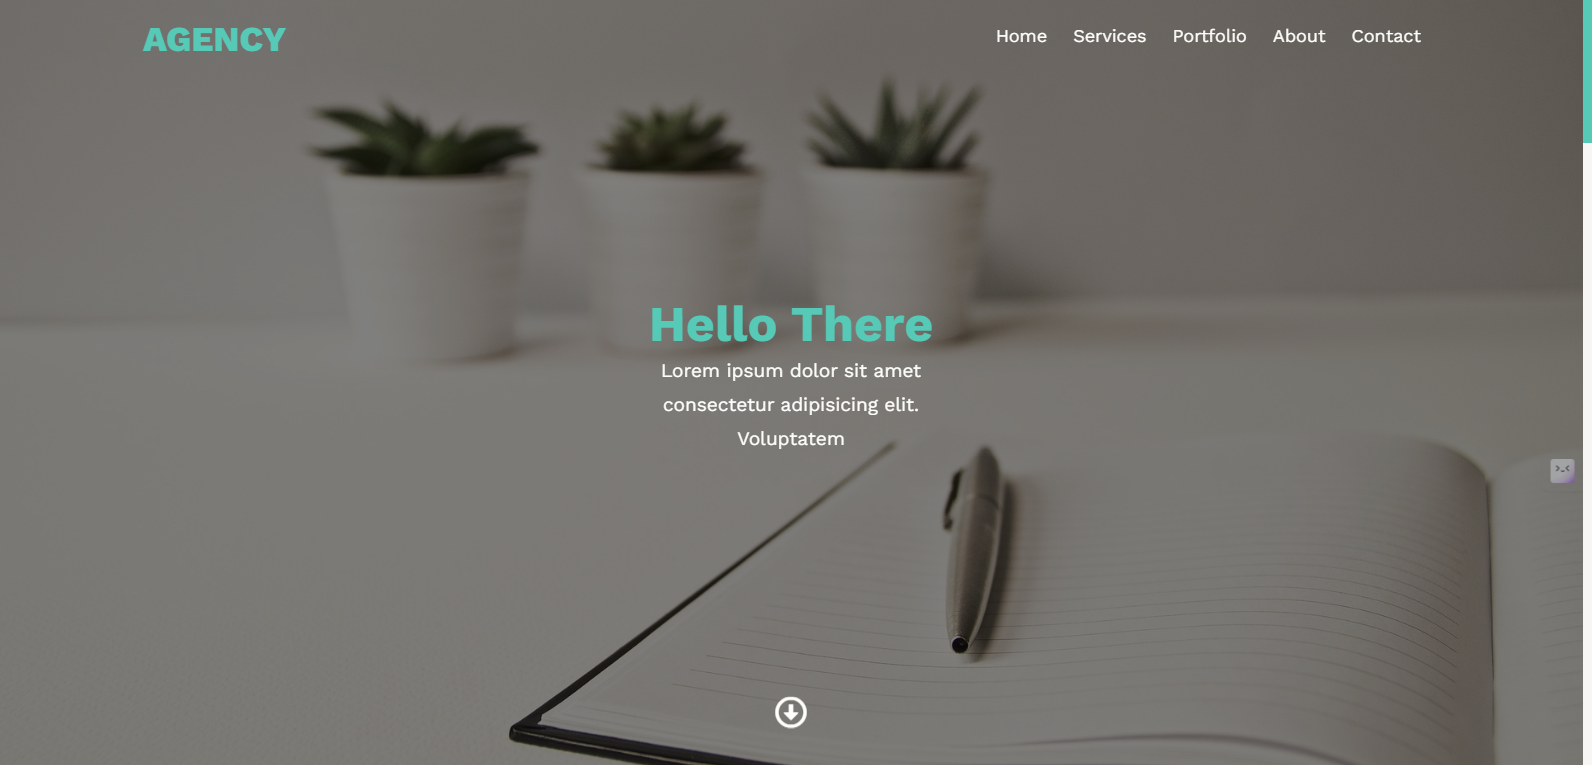 AGENCY
Home Services Portfolio About Contact
Hello There
Lorem ipsum dolor sit amet
consectetur adipisicing elit.
Voluptatem